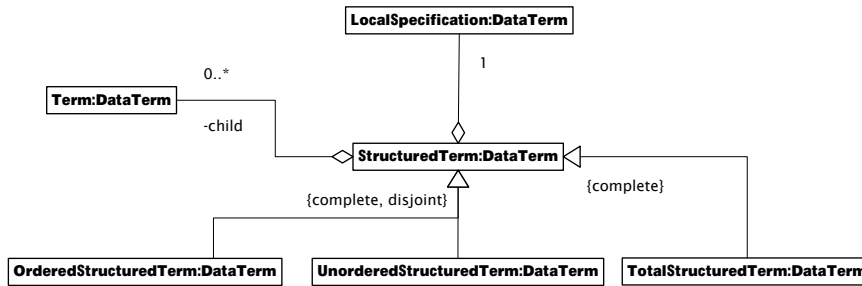 LocalSpecification:DataTerm
0..*
1
Term:DataTerm
-child
StructuredTerm:DataTerm
{complete, disjoint}
{complete}
OrderedStructuredTerm:DataTerm
UnorderedStructuredTerm:DataTerm
TotalStructuredTerm:DataTerm